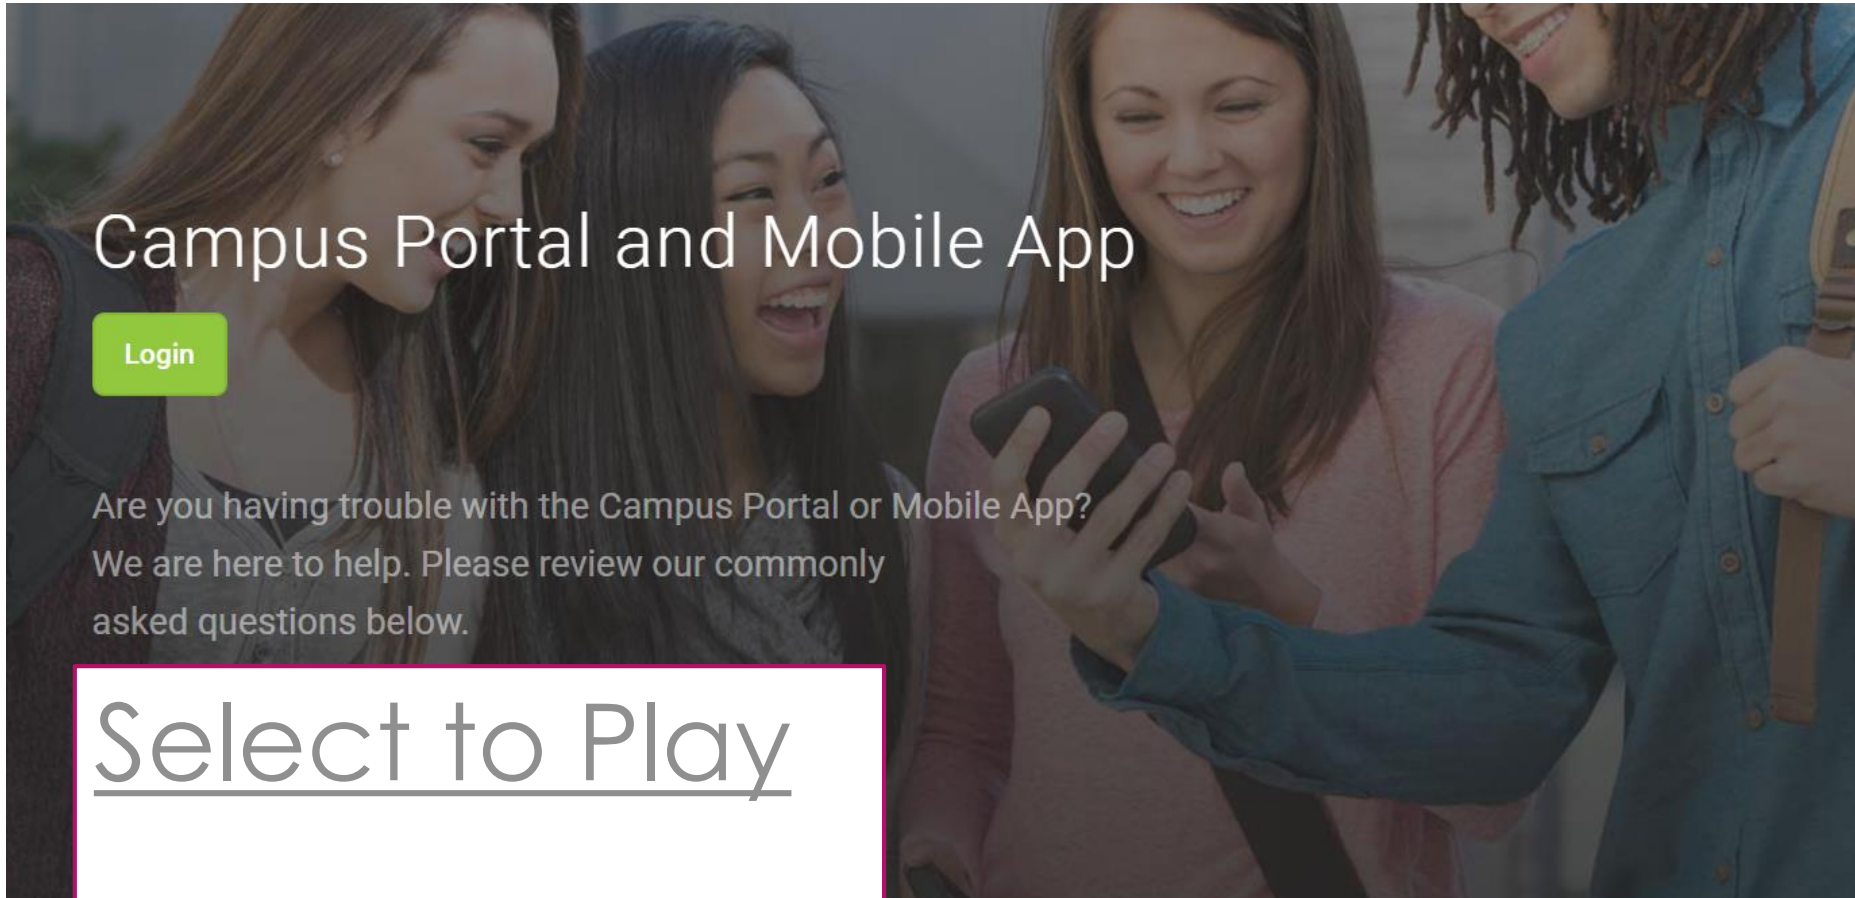 Campus Portal and Mobile App
Login
Are you having trouble with the Campus Portal or Mobile App?
We are here to help. Please review our commonly
asked questions below.
Select to Play